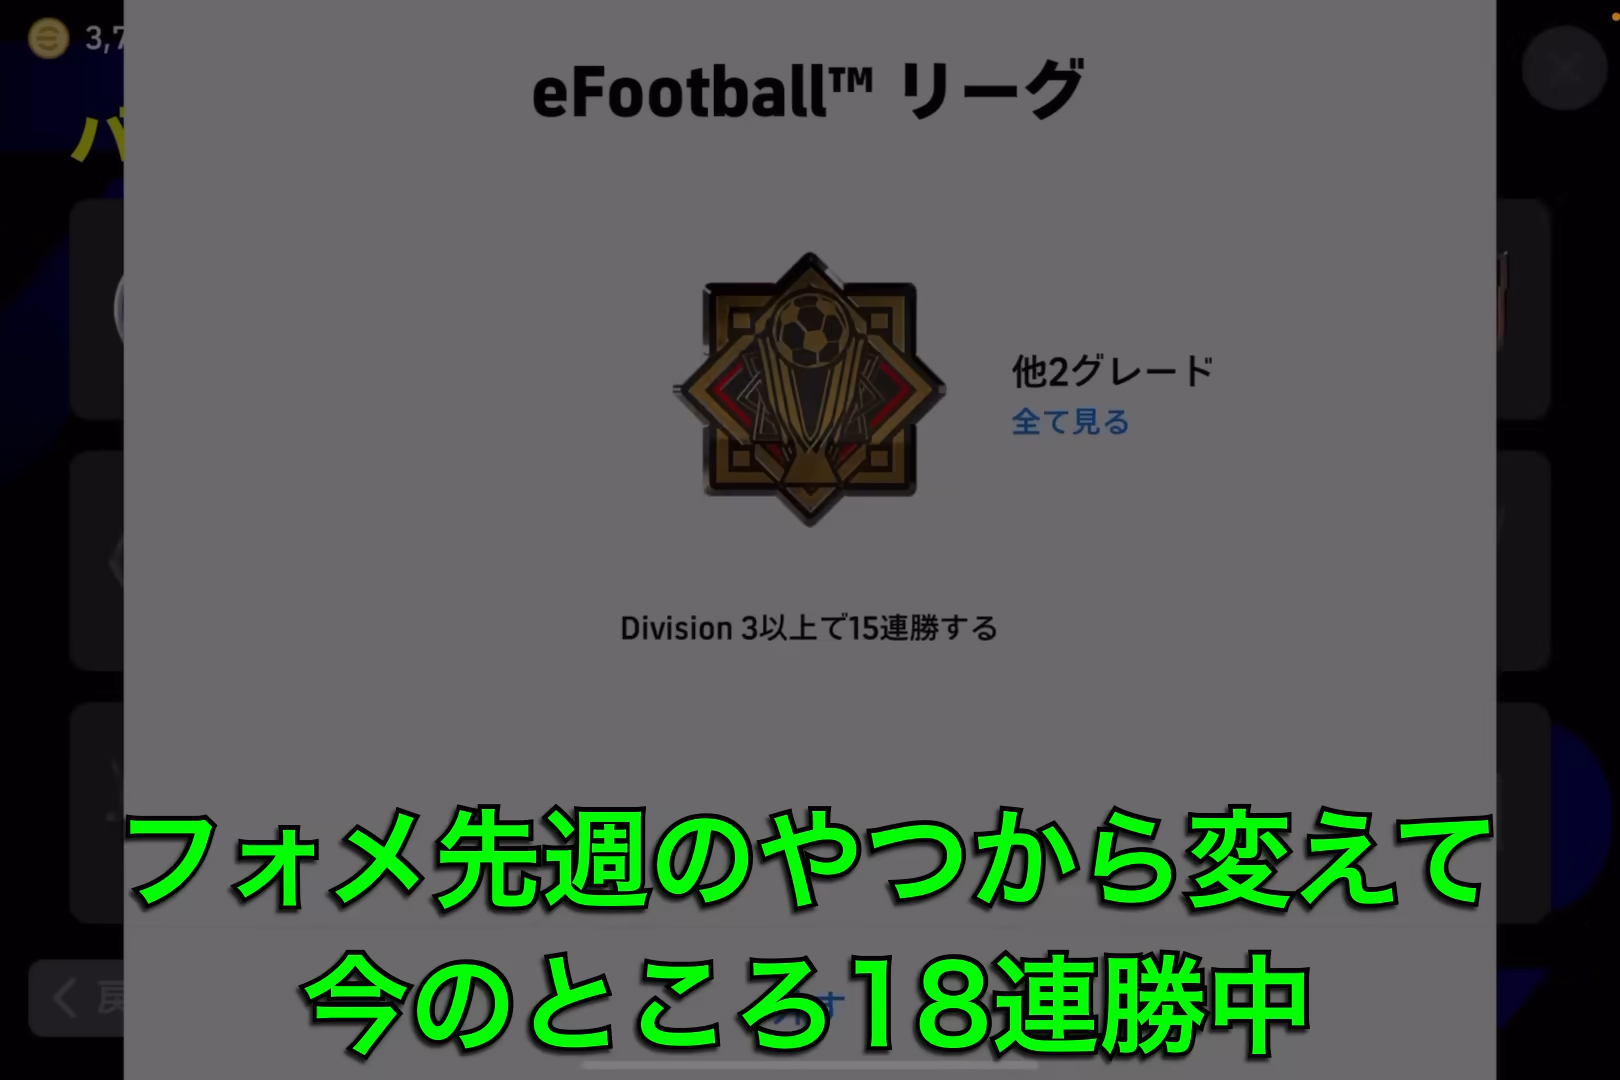 eFootball™ リーグ
他2グレード
全て見る
Division 3以上で15連勝する
フォメ先週のやつから変えて
今のところ18連勝中